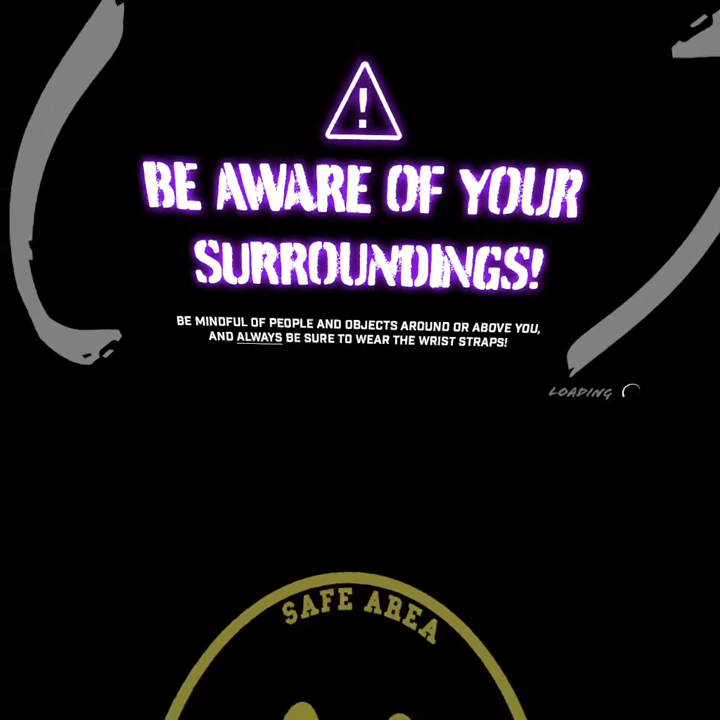 BE AWARE OF YOUR
SURROUNDINGS!
BE MINDFUL OF PEOPLE AND OBJECTS AROUND OR ABOVE YOU,
AND ALWAYS BE SURE TO WEAR THE WRIST STRAPS!
LOADING
SAFE AREA